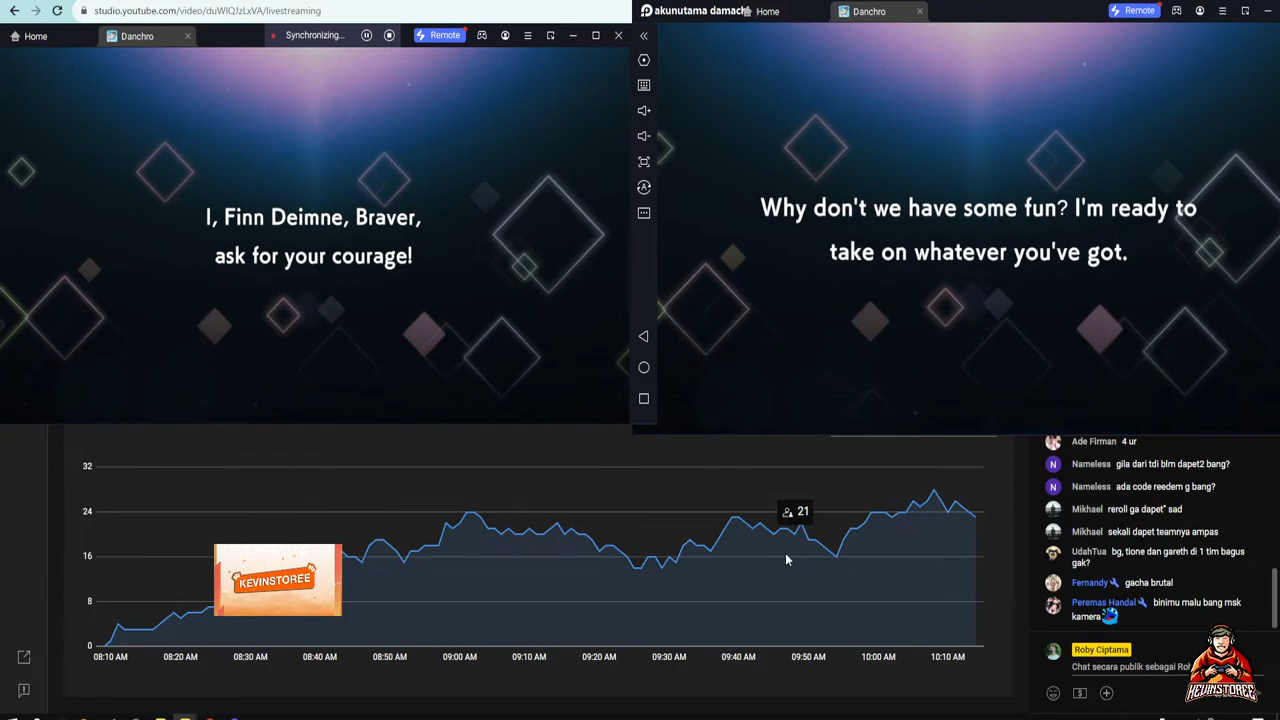 studio.youtube.com/video/duWlQJzLxVA/livestreaming
akunutama damach
Home
Danchro
Remote
Home
Danchro
Synchronizing...
Remote
I, Finn Deimne, Braver,
ask for your courage!
Why don't we have some fun? I'm ready to
take on whatever you've got.
32
24
16
8
0
21
KEVINSTOREE
08:10 AM
08:20 AM
08:30 AM
08:40 AM
08:50 AM
09:00 AM
09:10 AM
09:20 AM
09:30 AM
09:40 AM
09:50 AM
10:00 AM
10:10 AM
Ade Firman 4 ur
N Nameless gila dari tdi blm dapet2 bang?
N Nameless ada code reedem g bang?
Mikhael reroll ga dapet" sad
Mikhael sekali dapet teamnya ampas
UdahTua bg, tione dan gareth di 1 tim bagus
gak?
Fernandy gacha brutal
Peremas Handal binimu malu bang msk
kamera
Roby Ciptama
Chat secara publik sebagai Rob
KEVINSTOREE